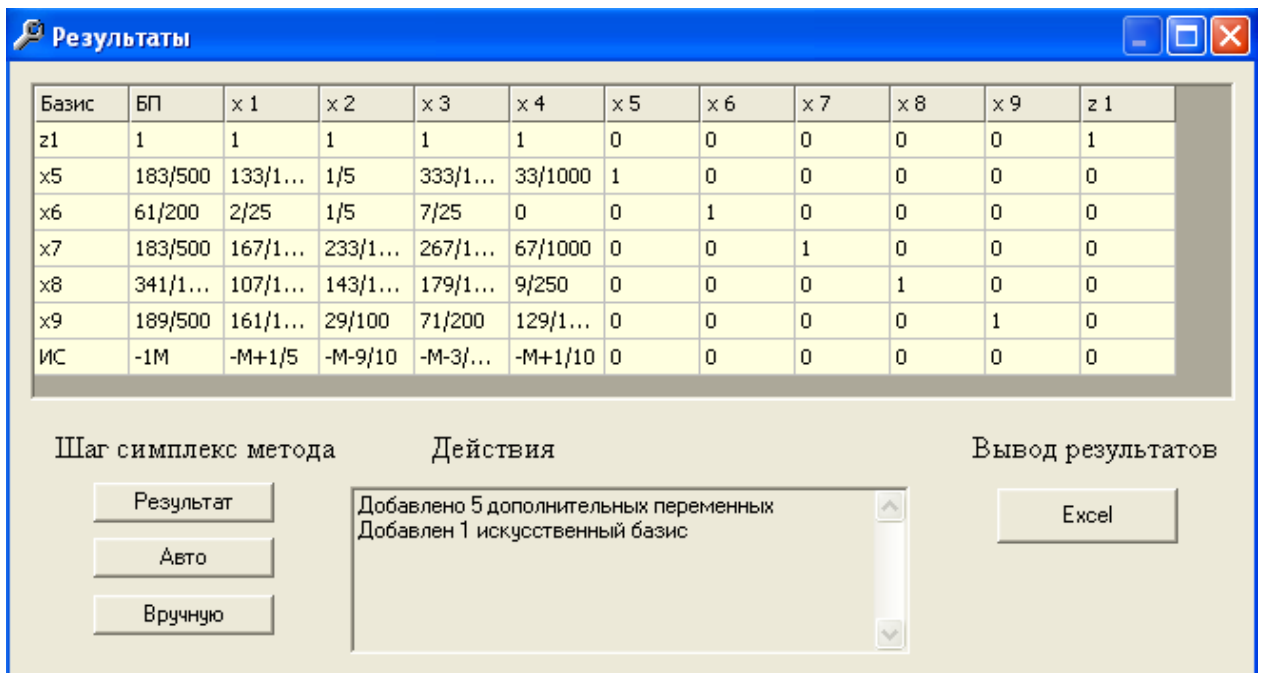 Результаты
Базис БП x 1 x 2 x 3 x 4 x 5 x 6 x 7 x 8 x 9 z 1
z1 1 1 1 1 1 0 0 0 0 0 1
x5 183/500 133/1... 1/5 333/1... 33/1000 1 0 0 0 0 0
x6 61/200 2/25 1/5 7/25 0 0 1 0 0 0 0
x7 183/500 167/1... 233/1... 267/1... 67/1000 0 0 1 0 0 0
x8 341/1... 107/1... 143/1... 179/1... 9/250 0 0 0 1 0 0
x9 189/500 161/1... 29/100 71/200 129/1... 0 0 0 0 1 0
ИС -1M -M+1/5 -M-9/10 -M-3/... -M+1/10 0 0 0 0 0 0
Шаг симплекс метода Действия Вывод результатов
Результат
Авто
Вручную
Добавлено 5 дополнительных переменных
Добавлен 1 искусственный базис
Excel